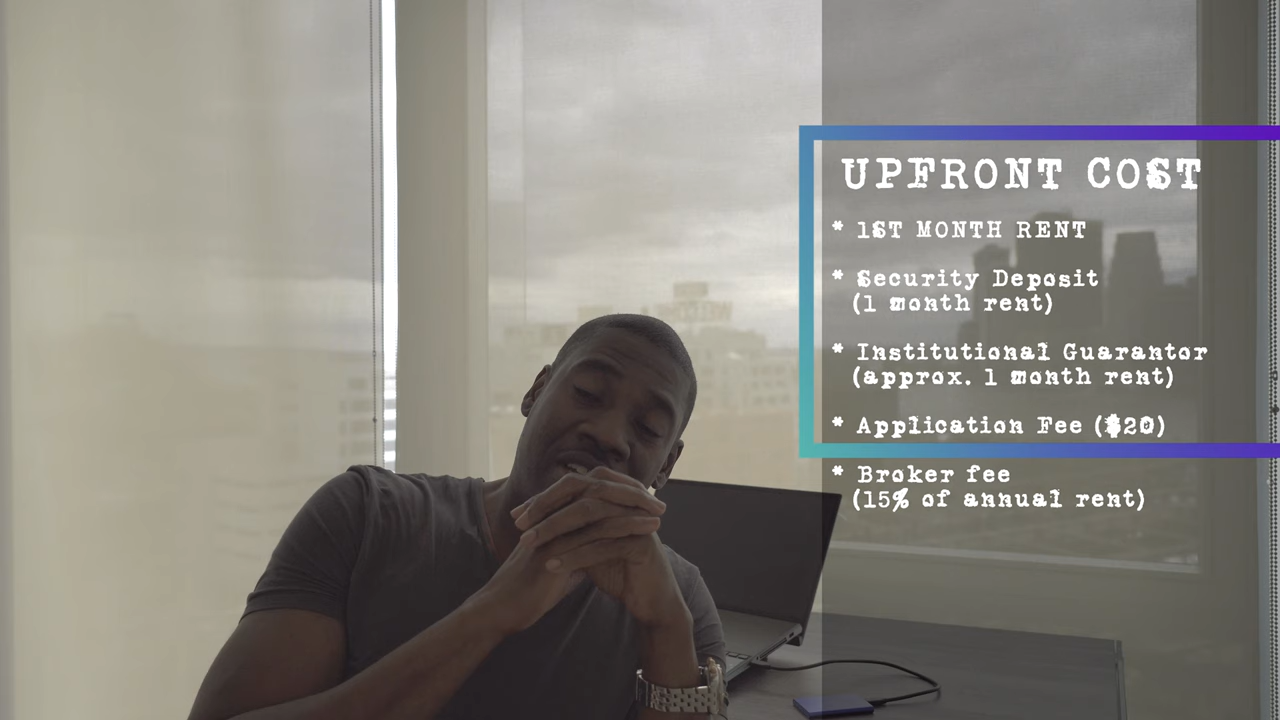 UPFRONT COST
* 1ST MONTH RENT
* Security Deposit
(1 month rent)
* Institutional Guarantor
(approx. 1 month rent)
* Application Fee ($20)
* Broker fee
(15% of annual rent)